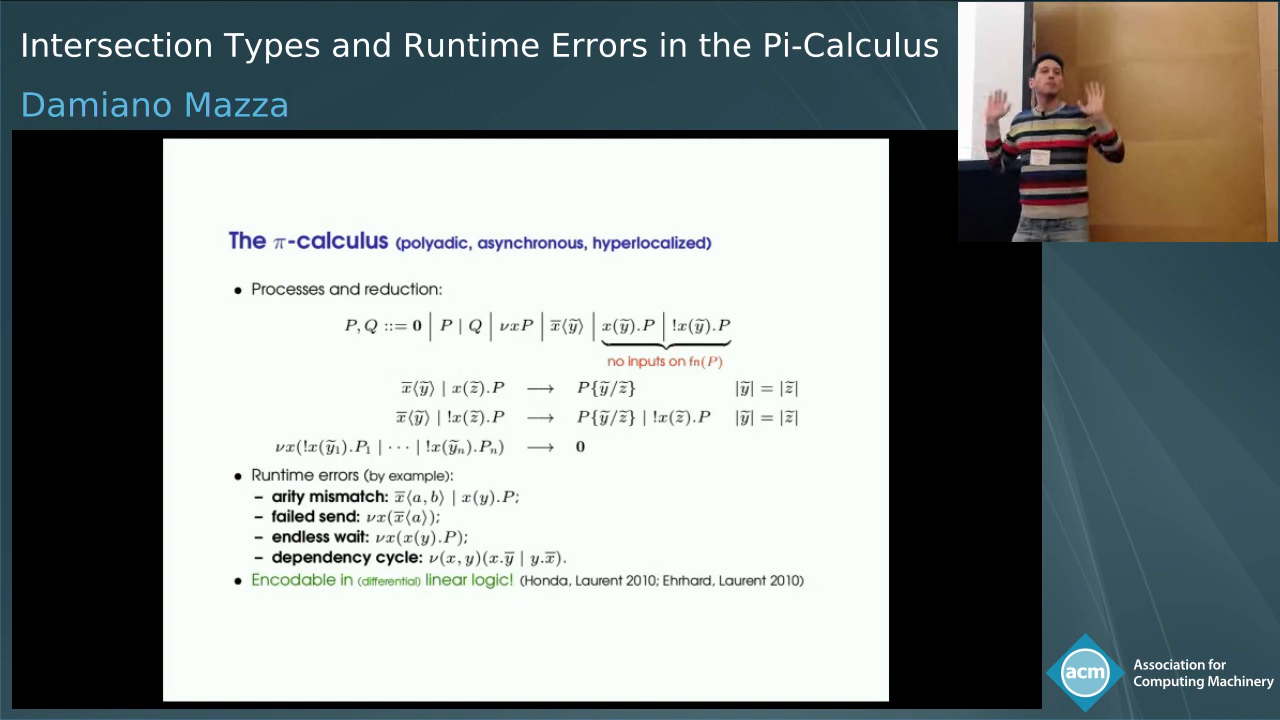 Intersection Types and Runtime Errors in the Pi-Calculus
Damiano Mazza
The π-calculus (polyadic, asynchronous, hyperlocalized)
• Processes and reduction:
P, Q ::= 0 | P | Q | νxP | x̅⟨ỹ⟩ | x(ỹ).P | !x(ỹ).P
no inputs on fn(P)
x̅⟨ỹ⟩ | x(z̃).P ⟶ P{ỹ/z̃} |ỹ| = |z̃|
x̅⟨ỹ⟩ | !x(z̃).P ⟶ P{ỹ/z̃} | !x(z̃).P |ỹ| = |z̃|
νx(!x(ỹ₁).P₁ | ··· | !x(ỹₙ).Pₙ) ⟶ 0
• Runtime errors (by example):
– arity mismatch: x̅⟨a, b⟩ | x(y).P;
– failed send: νx(x̅⟨a⟩);
– endless wait: νx(x(y).P);
– dependency cycle: ν(x, y)(x.y̅ | y.x̅).
• Encodable in (differential) linear logic! (Honda, Laurent 2010; Ehrhard, Laurent 2010)
acm
Association for
Computing Machinery